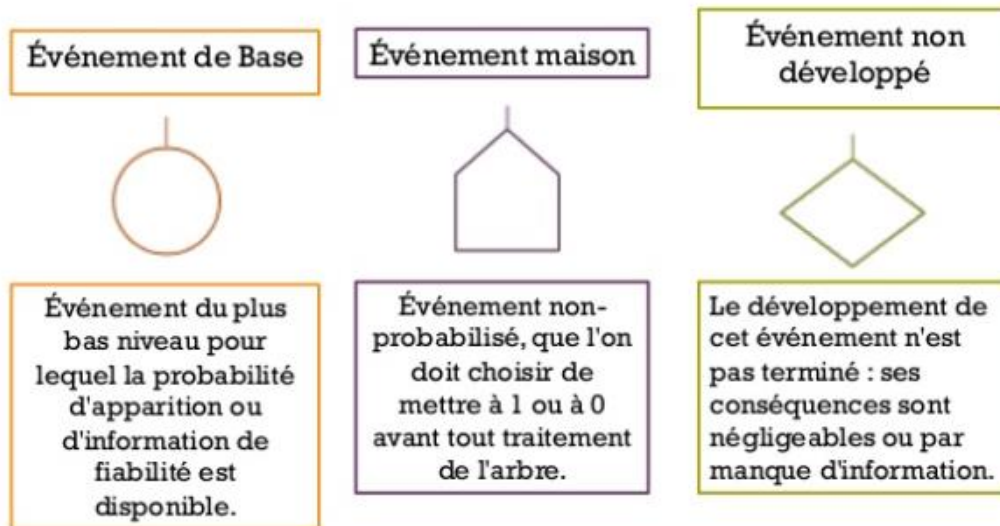 Événement de Base
Événement du plus
bas niveau pour
lequel la probabilité
d'apparition ou
d'information de
fiabilité est
disponible.
Événement maison
Événement non-
probabilisé, que l'on
doit choisir de
mettre à 1 ou à 0
avant tout traitement
de l'arbre.
Événement non
développé
Le développement de
cet événement n'est
pas terminé : ses
conséquences sont
négligeables ou par
manque d'information.